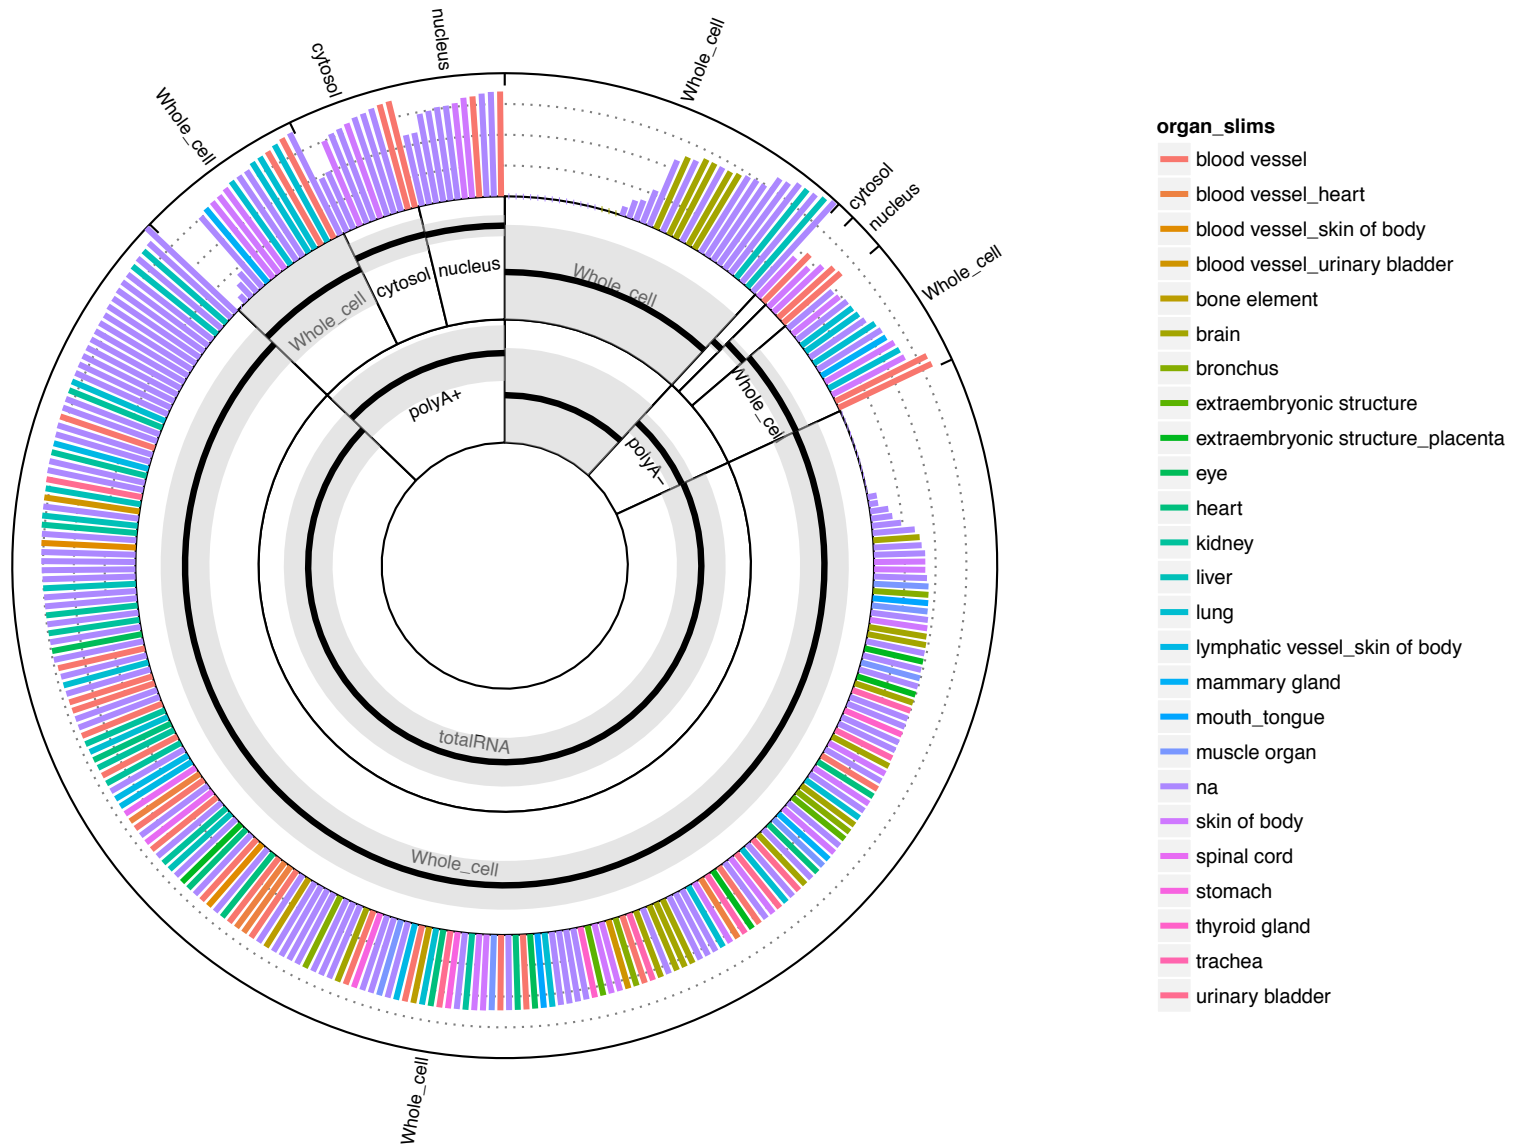 nucleus
cytosol
Whole_cell
Whole_cell
cytosol
nucleus
Whole_cell
Whole_cell
cytosol
nucleus
Whole_cell
Whole_cell
polyA+
polyA−
totalRNA
Whole_cell
Whole_cell
organ_slims
blood vessel
blood vessel_heart
blood vessel_skin of body
blood vessel_urinary bladder
bone element
brain
bronchus
extraembryonic structure
extraembryonic structure_placenta
eye
heart
kidney
liver
lung
lymphatic vessel_skin of body
mammary gland
mouth_tongue
muscle organ
na
skin of body
spinal cord
stomach
thyroid gland
trachea
urinary bladder